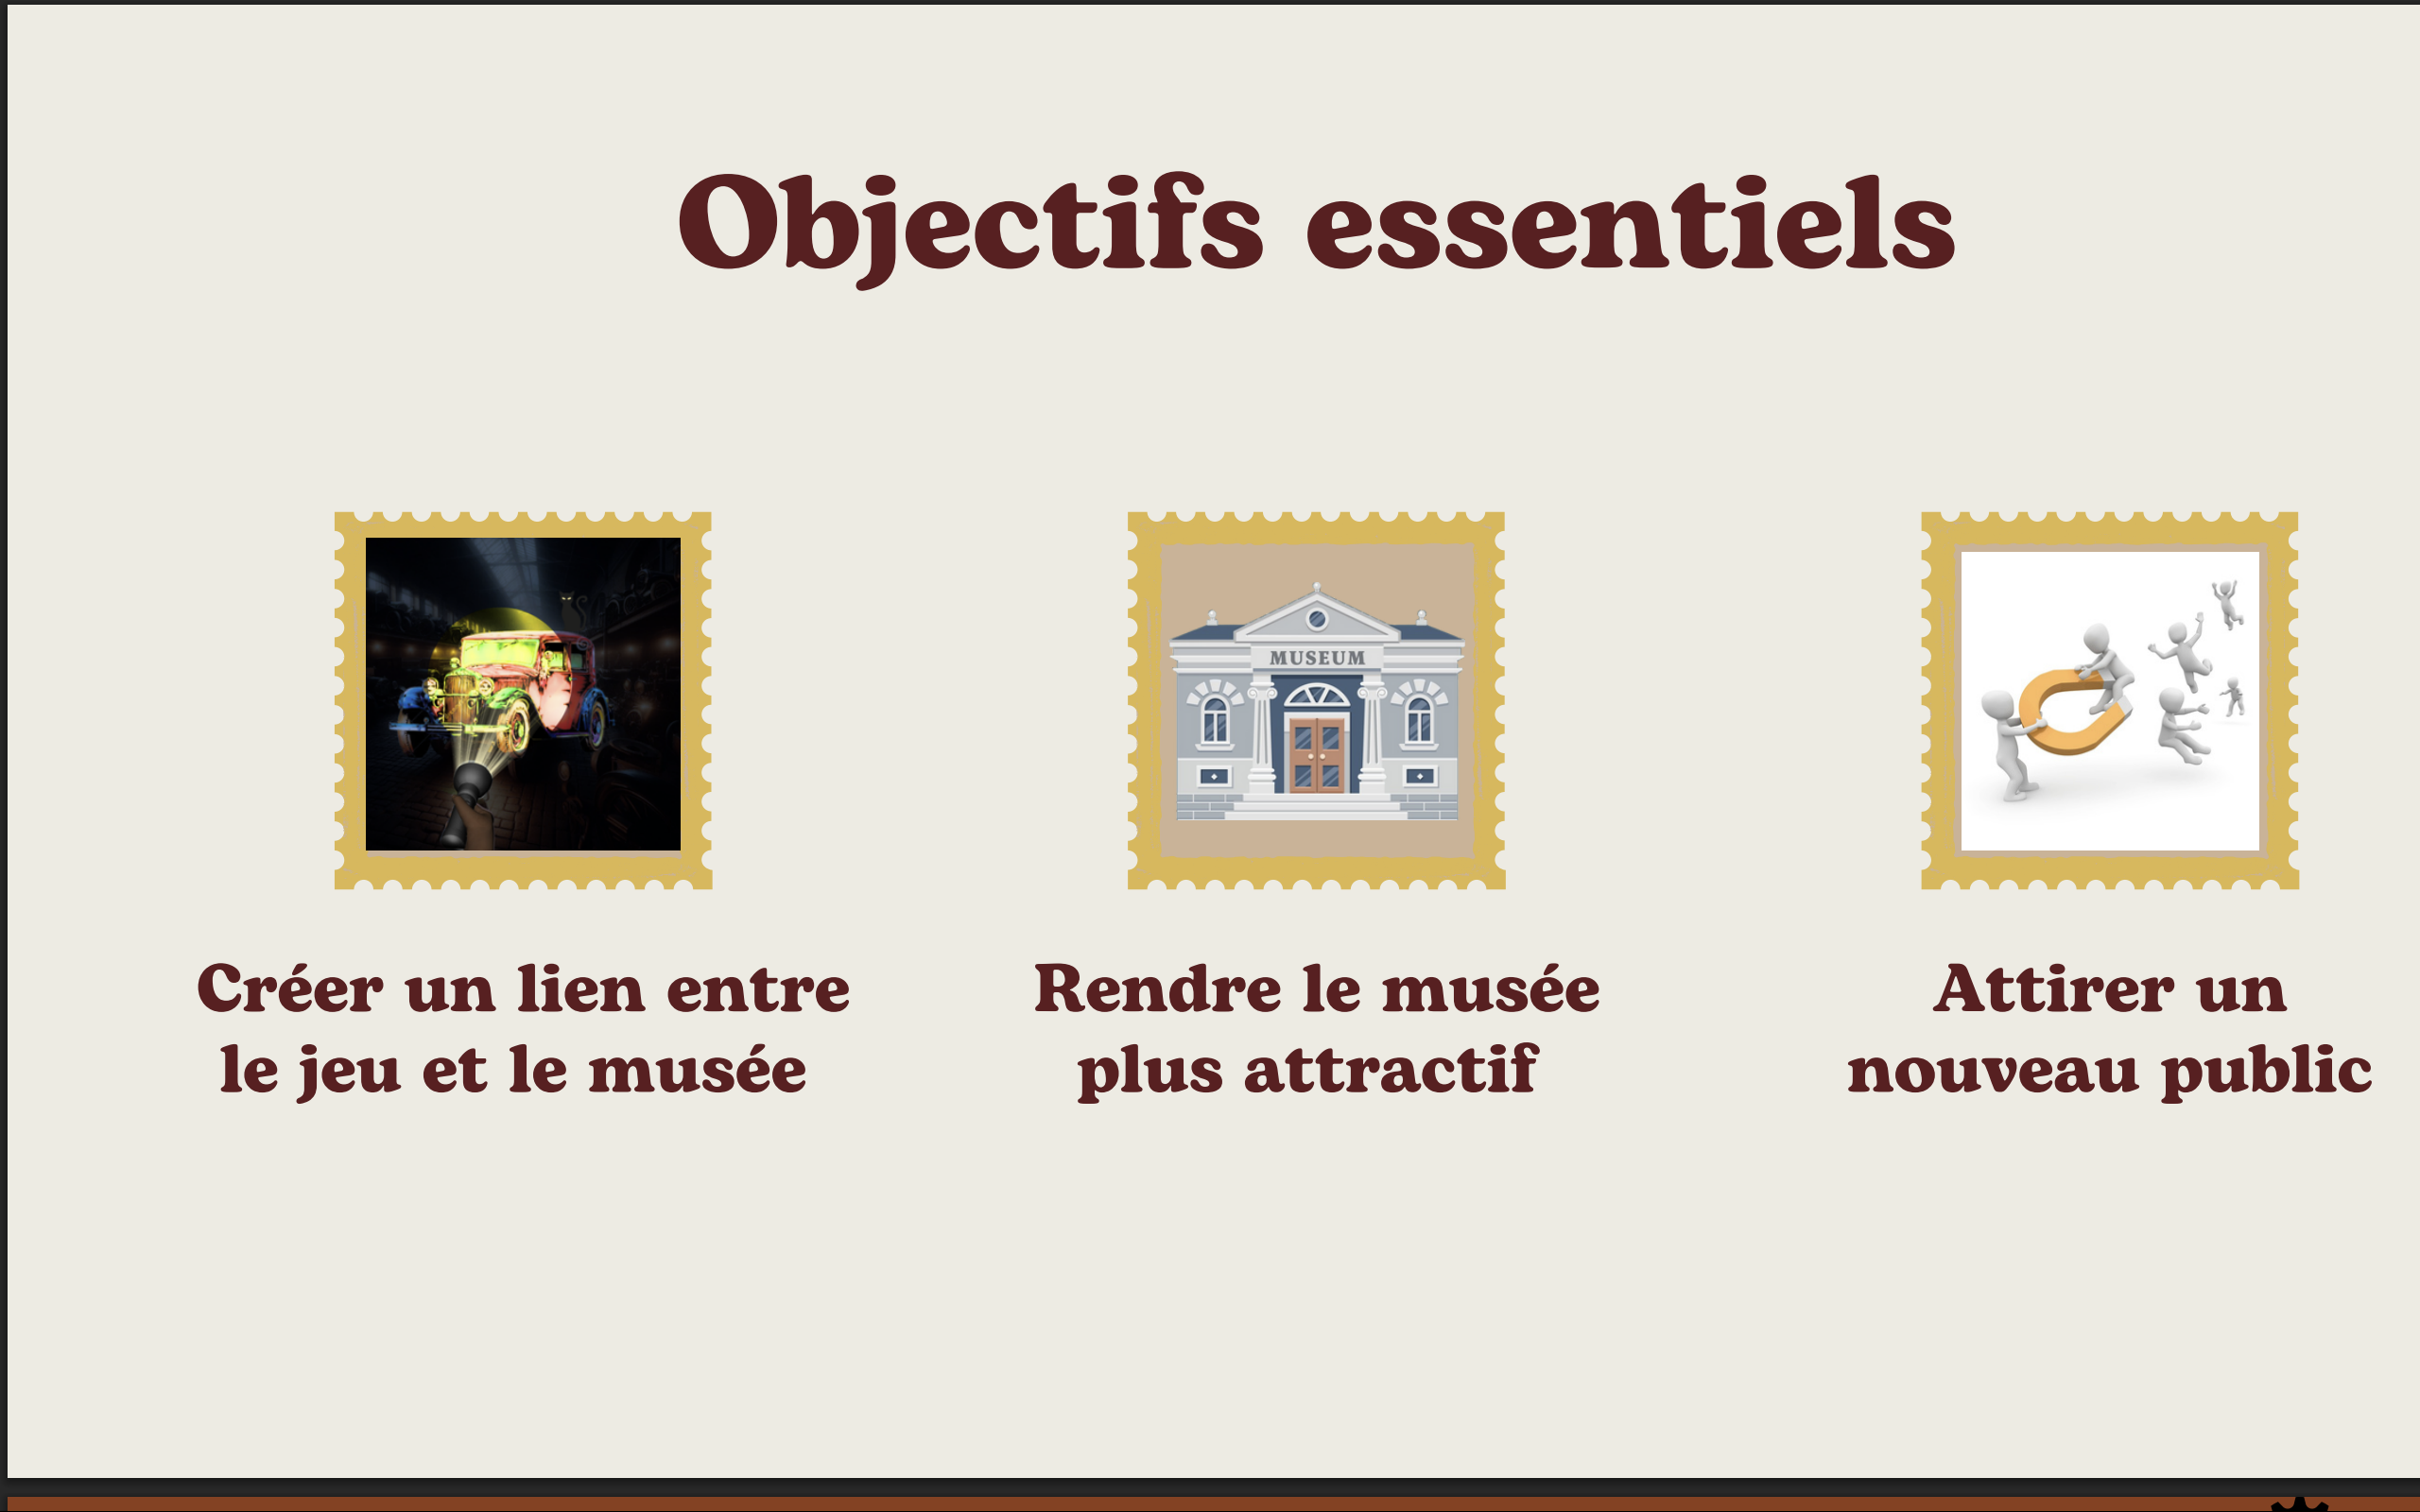 Objectifs essentiels
MUSEUM
Créer un lien entre
le jeu et le musée
Rendre le musée
plus attractif
Attirer un
nouveau public